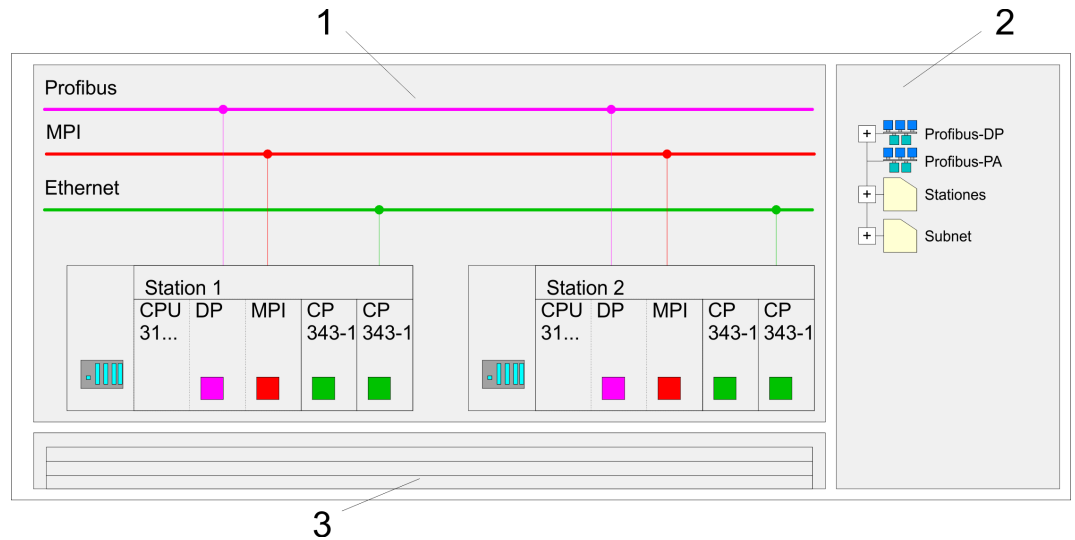 1
2
Profibus
MPI
Ethernet
Profibus-DP
Profibus-PA
Stationes
Subnet
Station 1
CPU DP MPI CP CP
31... 343-1 343-1
Station 2
CPU DP MPI CP CP
31... 343-1 343-1
3